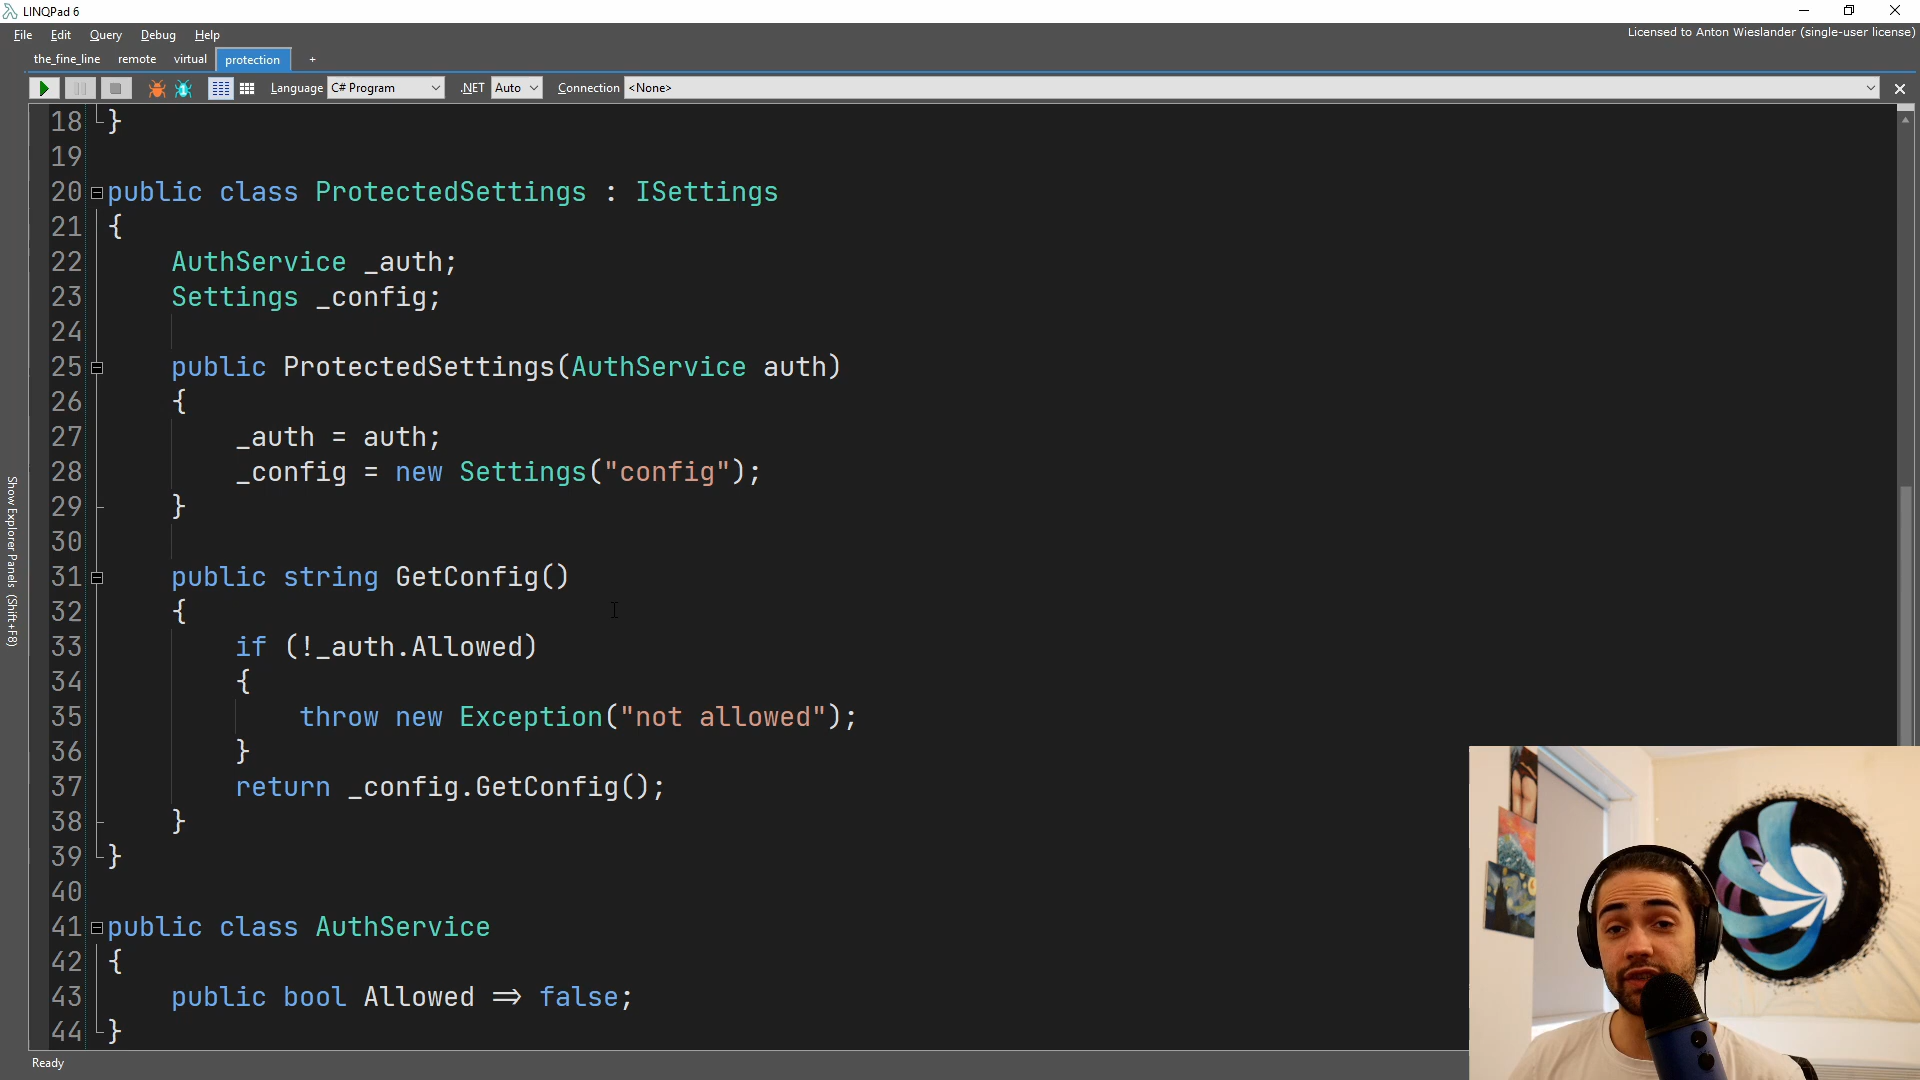 LINQPad 6
File Edit Query Debug Help
Licensed to Anton Wieslander (single-user license)
the_fine_line remote virtual protection +
Language C# Program .NET Auto Connection <None>
Show Explorer Panels (Shift+F8)
18 }
19
20 public class ProtectedSettings : ISettings
21 {
22 AuthService _auth;
23 Settings _config;
24
25 public ProtectedSettings(AuthService auth)
26 {
27 _auth = auth;
28 _config = new Settings("config");
29 }
30
31 public string GetConfig()
32 {
33 if (!_auth.Allowed)
34 {
35 throw new Exception("not allowed");
36 }
37 return _config.GetConfig();
38 }
39 }
40
41 public class AuthService
42 {
43 public bool Allowed => false;
44 }
Ready